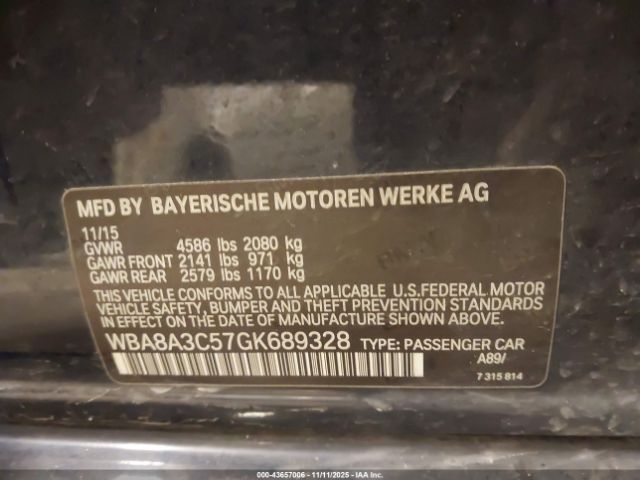 MFD BY BAYERISCHE MOTOREN WERKE AG
11/15
GVWR 4586 lbs 2080 kg
GAWR FRONT 2141 lbs 971 kg
GAWR REAR 2579 lbs 1170 kg
THIS VEHICLE CONFORMS TO ALL APPLICABLE U.S.FEDERAL MOTOR
VEHICLE SAFETY, BUMPER AND THEFT PREVENTION STANDARDS
IN EFFECT ON THE DATE OF MANUFACTURE SHOWN ABOVE.
WBA8A3C57GK689328 TYPE: PASSENGER CAR
A89/
7 315 814
000-43657006 - 11/11/2025 - IAAI.COM